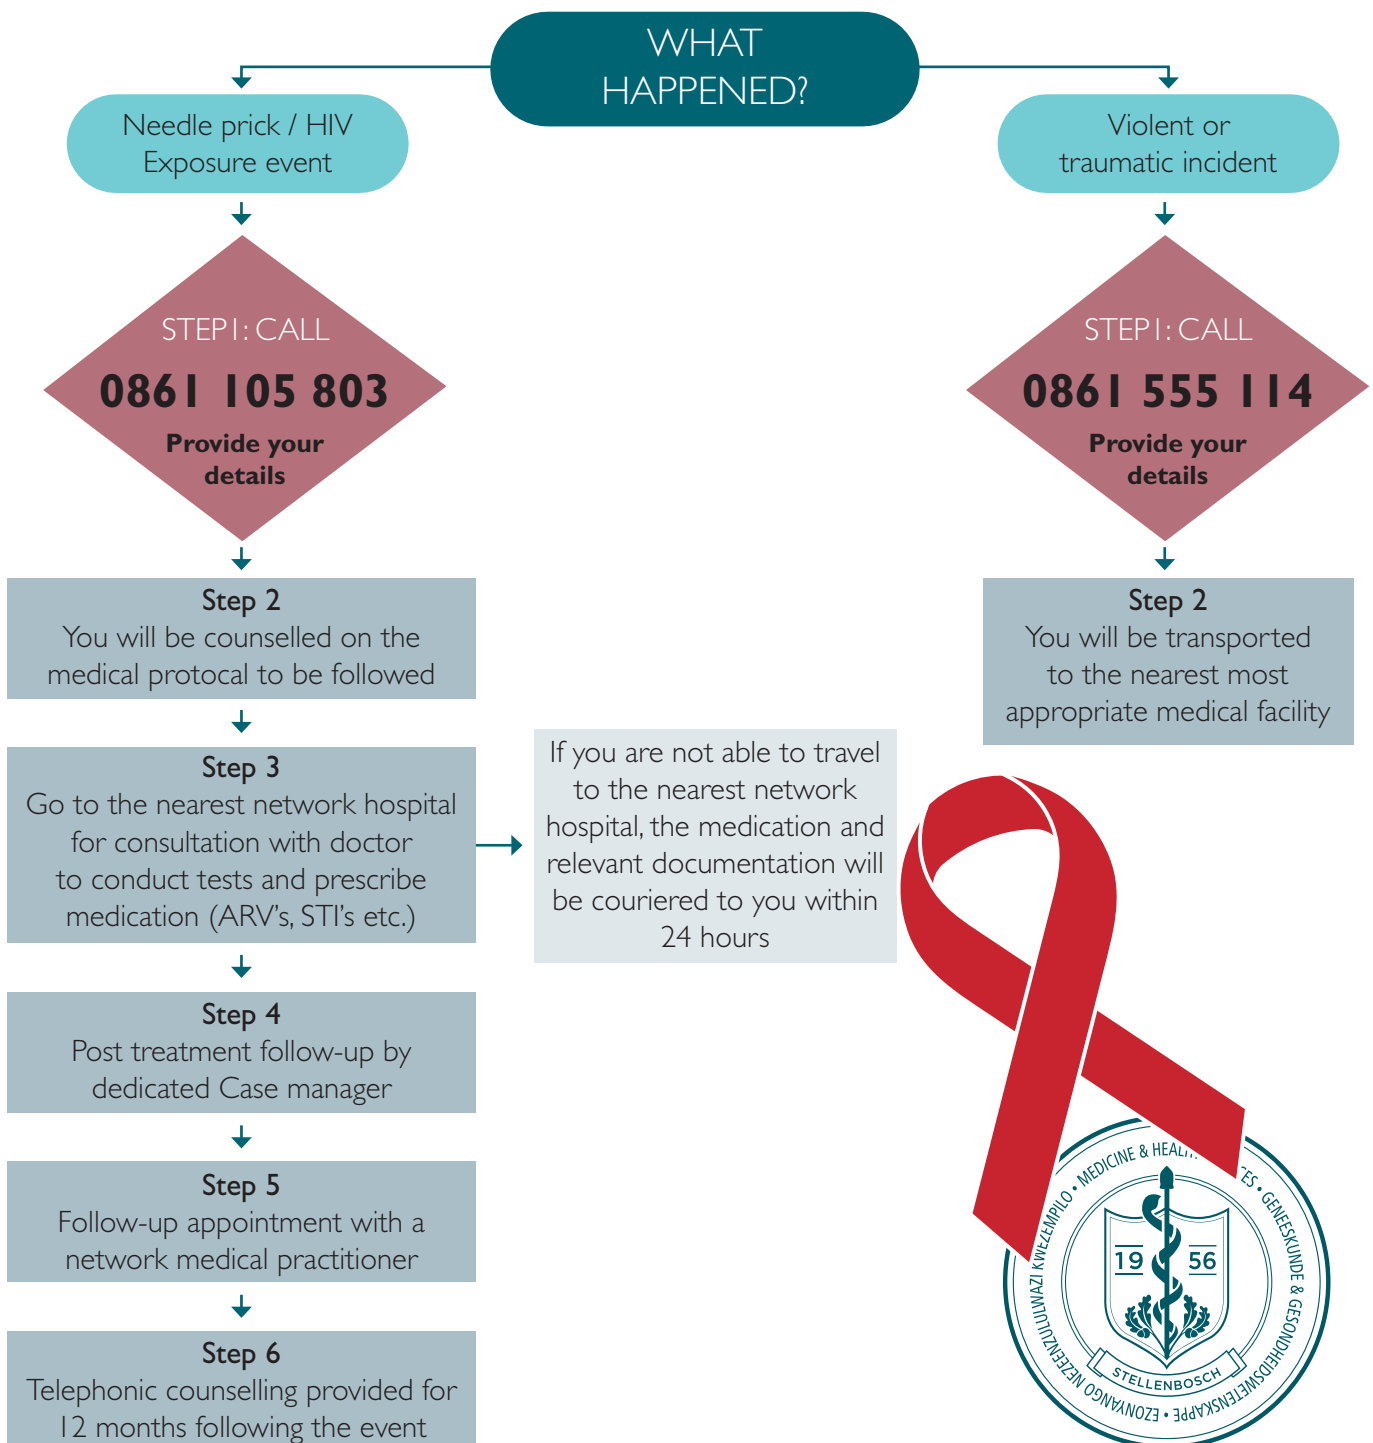 WHAT
HAPPENED?
Needle prick / HIV
Exposure event
STEP1: CALL
0861 105 803
Provide your
details
Step 2
You will be counselled on the
medical protocal to be followed
Step 3
Go to the nearest network hospital
for consultation with doctor
to conduct tests and prescribe
medication (ARV's, STI's etc.)
If you are not able to travel
to the nearest network
hospital, the medication and
relevant documentation will
be couriered to you within
24 hours
Step 4
Post treatment follow-up by
dedicated Case manager
Step 5
Follow-up appointment with a
network medical practitioner
Step 6
Telephonic counselling provided for
12 months following the event
Violent or
traumatic incident
STEP1: CALL
0861 555 114
Provide your
details
Step 2
You will be transported
to the nearest most
appropriate medical facility
• MEDICINE &
• GENEESKUNDE & GESONDHEIDSWETENSKAPPE
• EZONYANGO NEZEENZULULWAZI KWEZEMPILO
19 56
STELLENBOSCH